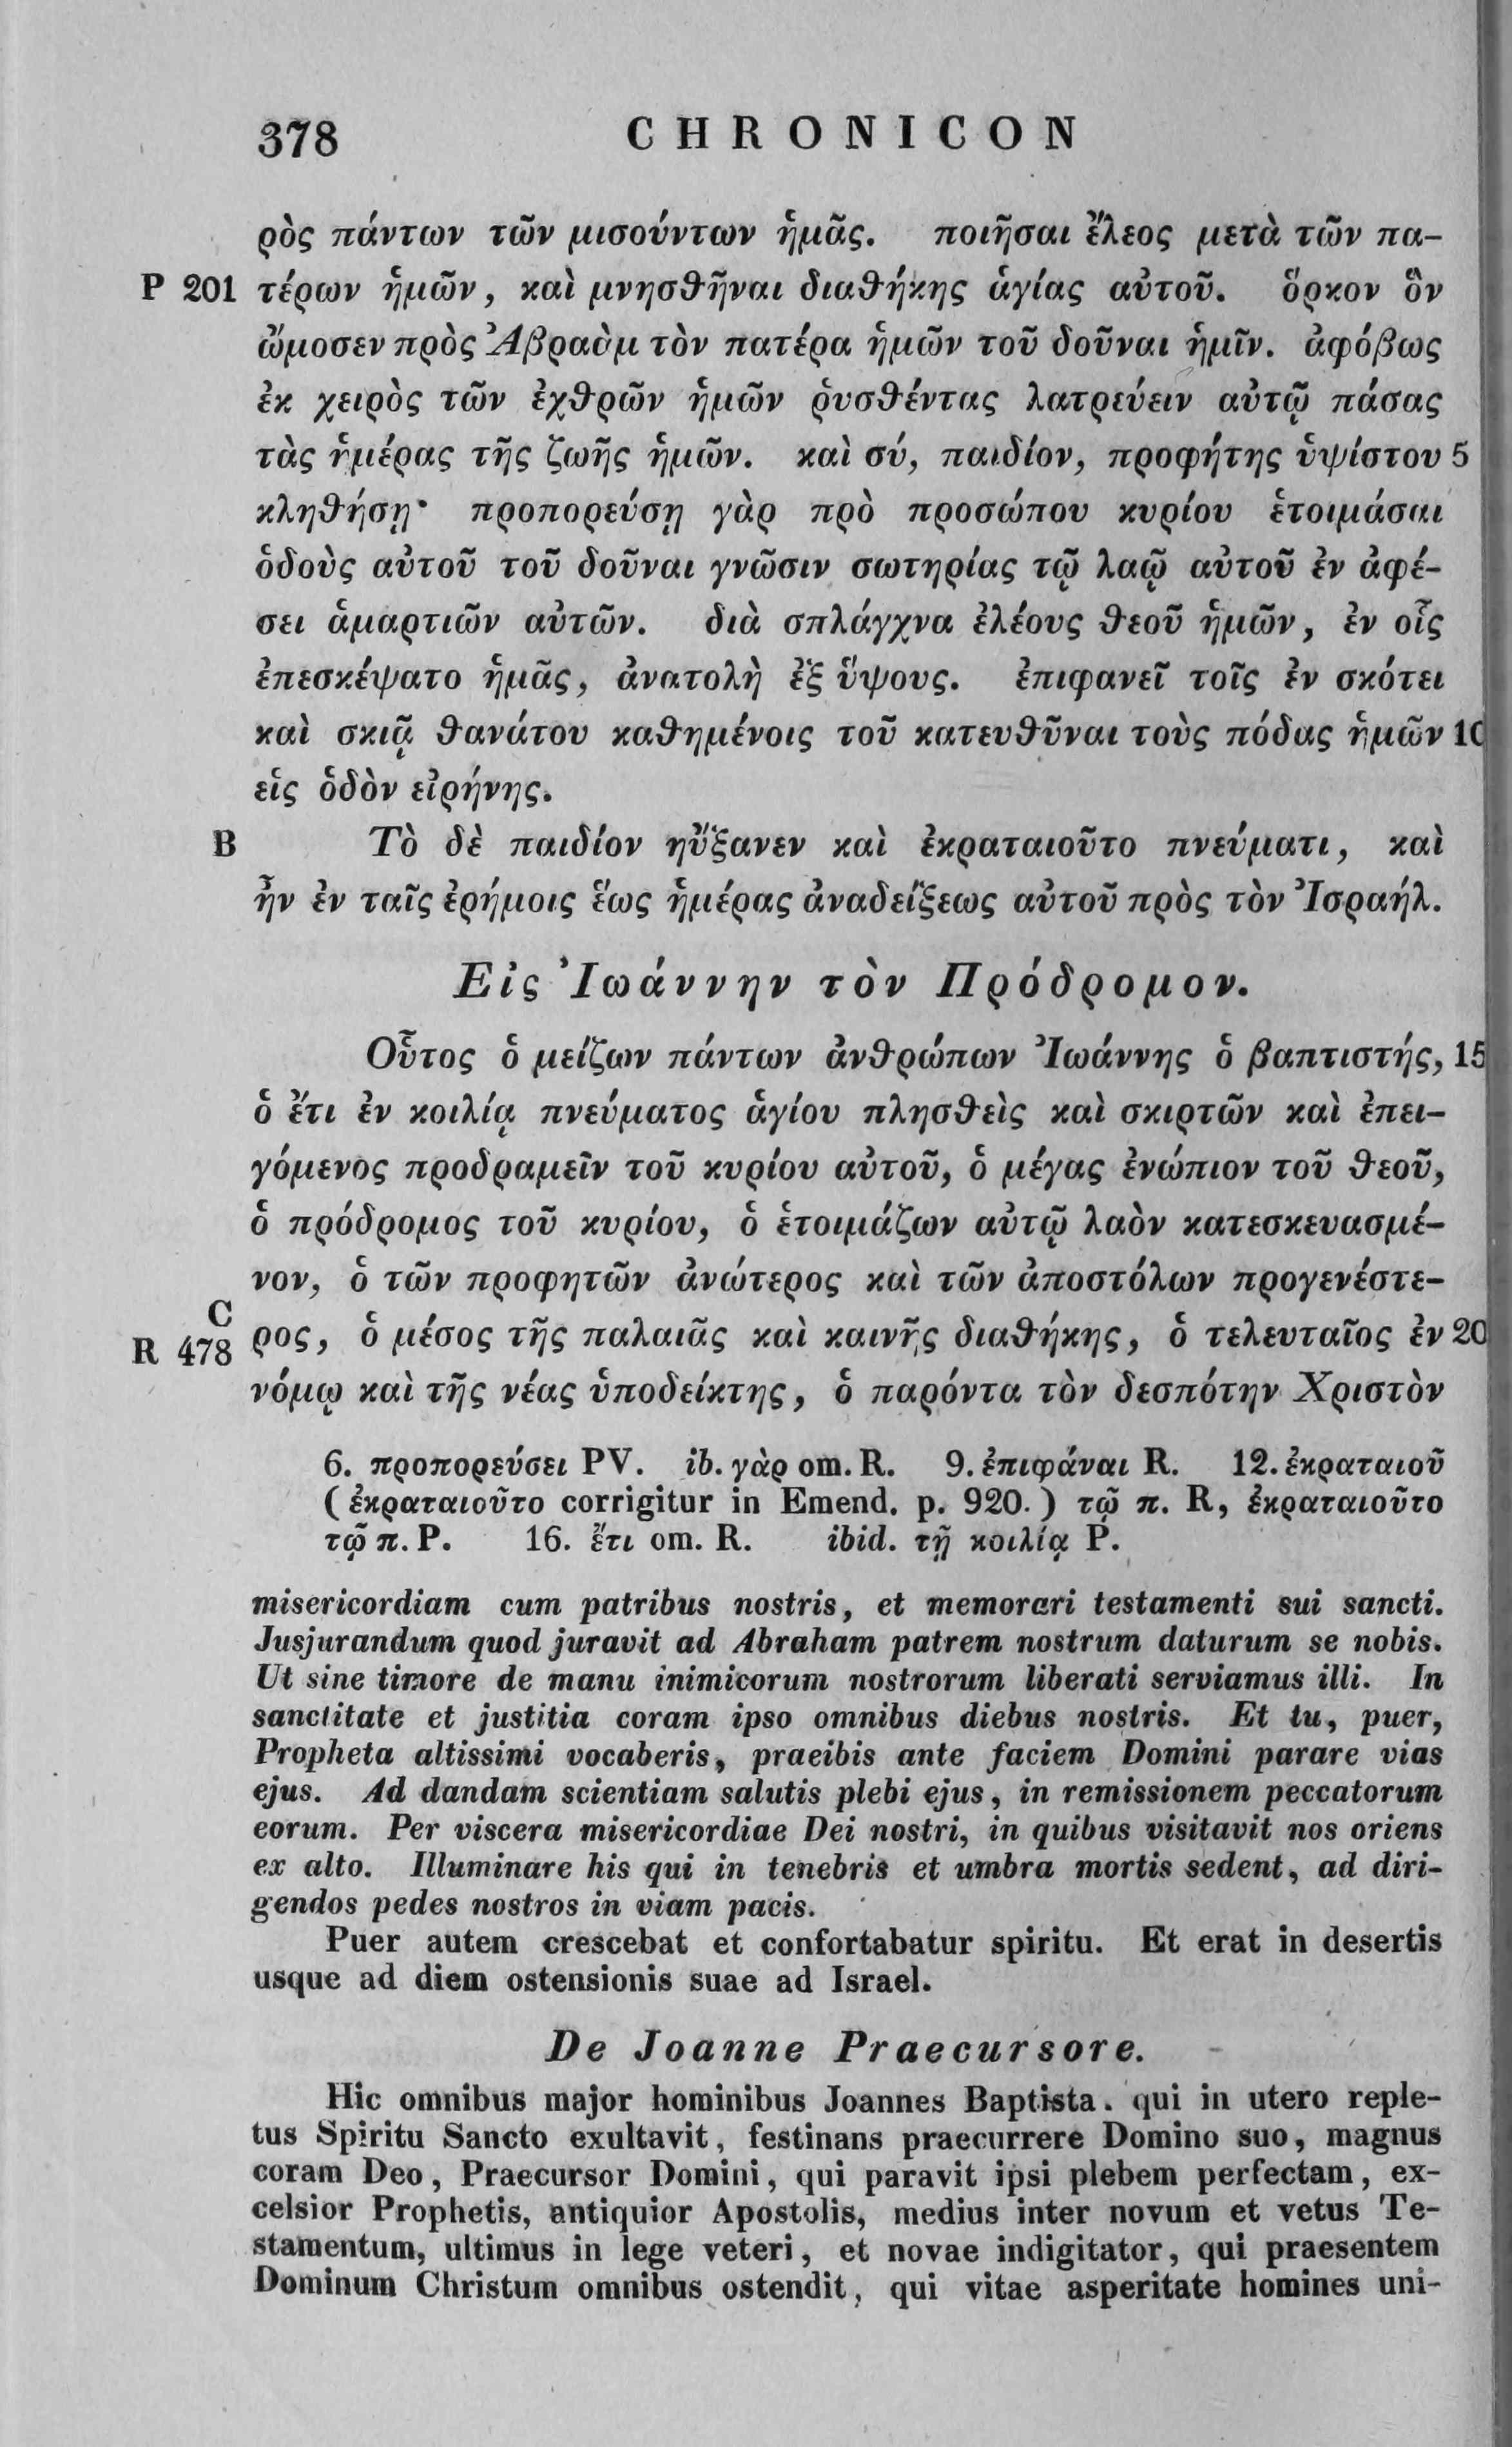 378 CHRONICON
ρὸς πάντων τῶν μισούντων ἡμᾶς. ποιῆσαι ἔλεος μετὰ τῶν πα-
P 201 τέρων ἡμῶν, καὶ μνησθῆναι διαθήκης ἁγίας αὐτοῦ. ὅρκον ὃν
ὤμοσεν πρὸς Ἀβραὰμ τὸν πατέρα ἡμῶν τοῦ δοῦναι ἡμῖν. ἀφόβως
ἐκ χειρὸς τῶν ἐχθρῶν ἡμῶν ῥυσθέντας λατρεύειν αὐτῷ πάσας
τὰς ἡμέρας τῆς ζωῆς ἡμῶν. καὶ σύ, παιδίον, προφήτης ὑψίστου 5
κληθήσῃ· προπορεύσῃ γὰρ πρὸ προσώπου κυρίου ἑτοιμάσαι
ὁδοὺς αὐτοῦ τοῦ δοῦναι γνῶσιν σωτηρίας τῷ λαῷ αὐτοῦ ἐν ἀφέ-
σει ἁμαρτιῶν αὐτῶν. διὰ σπλάγχνα ἐλέους θεοῦ ἡμῶν, ἐν οἷς
ἐπεσκέψατο ἡμᾶς, ἀνατολὴ ἐξ ὕψους. ἐπιφανεῖ τοῖς ἐν σκότει
καὶ σκιᾷ θανάτου καθημένοις τοῦ κατευθῦναι τοὺς πόδας ἡμῶν 10
εἰς ὁδὸν εἰρήνης.
B Τὸ δὲ παιδίον ηὔξανεν καὶ ἐκραταιοῦτο πνεύματι, καὶ
ἦν ἐν ταῖς ἐρήμοις ἕως ἡμέρας ἀναδείξεως αὐτοῦ πρὸς τὸν Ἰσραήλ.
Εἰς Ἰωάννην τὸν Πρόδρομον.
Οὗτος ὁ μείζων πάντων ἀνθρώπων Ἰωάννης ὁ βαπτιστής, 15
ὁ ἔτι ἐν κοιλίᾳ πνεύματος ἁγίου πλησθεὶς καὶ σκιρτῶν καὶ ἐπει-
γόμενος προδραμεῖν τοῦ κυρίου αὐτοῦ, ὁ μέγας ἐνώπιον τοῦ θεοῦ,
ὁ πρόδρομος τοῦ κυρίου, ὁ ἑτοιμάζων αὐτῷ λαὸν κατεσκευασμέ-
νον, ὁ τῶν προφητῶν ἀνώτερος καὶ τῶν ἀποστόλων προγενέστε-
C
R 478 ρος, ὁ μέσος τῆς παλαιᾶς καὶ καινῆς διαθήκης, ὁ τελευταῖος ἐν 20
νόμῳ καὶ τῆς νέας ὑποδείκτης, ὁ παρόντα τὸν δεσπότην Χριστὸν
6. προπορεύσει PV. ib. γὰρ om. R. 9. ἐπιφάναι R. 12. ἐκραταιοῦ
(ἐκραταιοῦτο corrigitur in Emend. p. 920.) τῷ π. R, ἐκραταιοῦτο
τῷ π. P. 16. ἔτι om. R. ibid. τῇ κοιλίᾳ P.
misericordiam cum patribus nostris, et memorari testamenti sui sancti.
Jusjurandum quod juravit ad Abraham patrem nostrum daturum se nobis.
Ut sine timore de manu inimicorum nostrorum liberati serviamus illi. In
sanctitate et justitia coram ipso omnibus diebus nostris. Et tu, puer,
Propheta altissimi vocaberis, praeibis ante faciem Domini parare vias
ejus. Ad dandam scientiam salutis plebi ejus, in remissionem peccatorum
eorum. Per viscera misericordiae Dei nostri, in quibus visitavit nos oriens
ex alto. Illuminare his qui in tenebris et umbra mortis sedent, ad diri-
gendos pedes nostros in viam pacis.
Puer autem crescebat et confortabatur spiritu. Et erat in desertis
usque ad diem ostensionis suae ad Israel.
De Joanne Praecursore.
Hic omnibus major hominibus Joannes Baptista. qui in utero reple-
tus Spiritu Sancto exultavit, festinans praecurrere Domino suo, magnus
coram Deo, Praecursor Domini, qui paravit ipsi plebem perfectam, ex-
celsior Prophetis, antiquior Apostolis, medius inter novum et vetus Te-
stamentum, ultimus in lege veteri, et novae indigitator, qui praesentem
Dominum Christum omnibus ostendit, qui vitae asperitate homines uni-